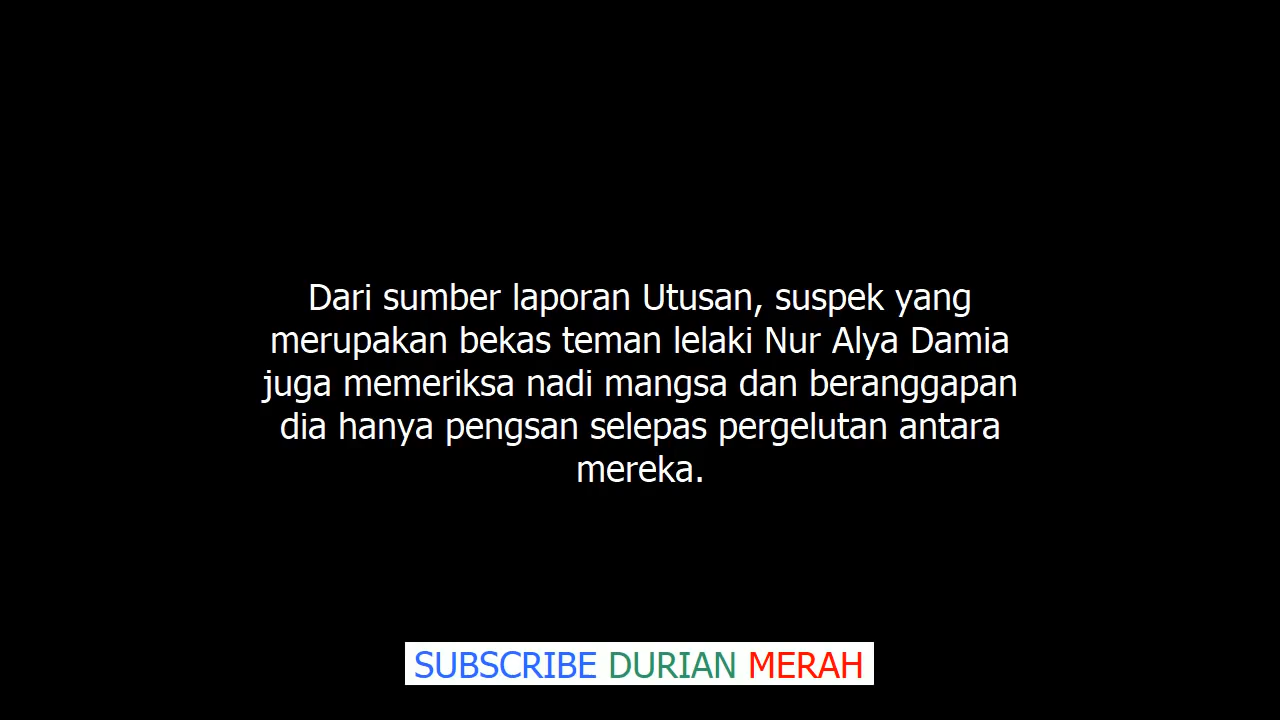 Dari sumber laporan Utusan, suspek yang
merupakan bekas teman lelaki Nur Alya Damia
juga memeriksa nadi mangsa dan beranggapan
dia hanya pengsan selepas pergelutan antara
mereka.
SUBSCRIBE DURIAN MERAH